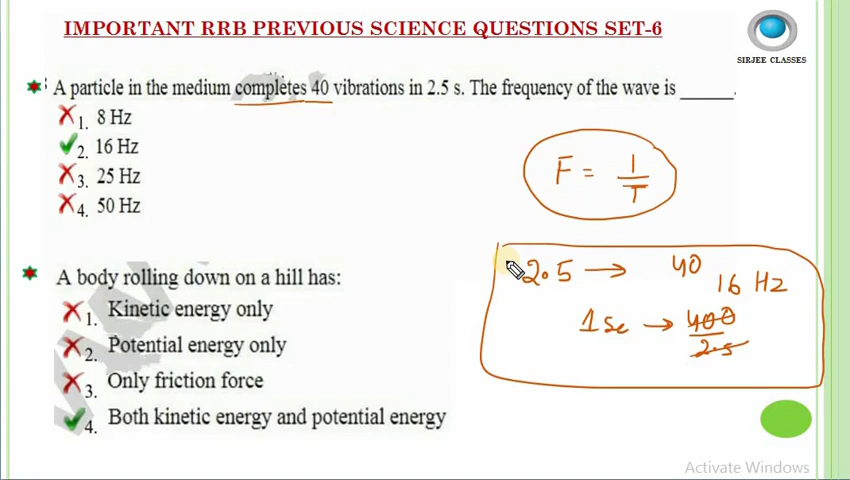 IMPORTANT RRB PREVIOUS SCIENCE QUESTIONS SET-6
SIRJEE CLASSES
A particle in the medium completes 40 vibrations in 2.5 s. The frequency of the wave is ______.
1. 8 Hz
2. 16 Hz
3. 25 Hz
4. 50 Hz
F = 1/T
2.5 → 40
16 Hz
1 Se → 400
2.5
A body rolling down on a hill has:
1. Kinetic energy only
2. Potential energy only
3. Only friction force
4. Both kinetic energy and potential energy
Activate Windows